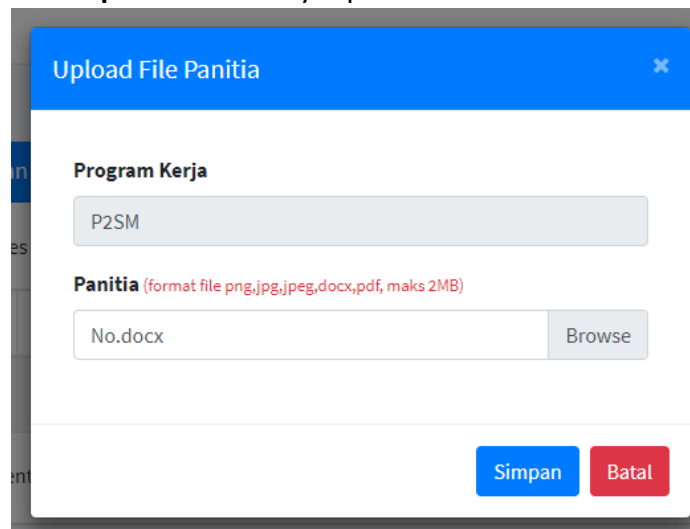 Upload File Panitia ×
Program Kerja
P2SM
Panitia (format file png,jpg,jpeg,docx,pdf, maks 2MB)
No.docx Browse
Simpan Batal